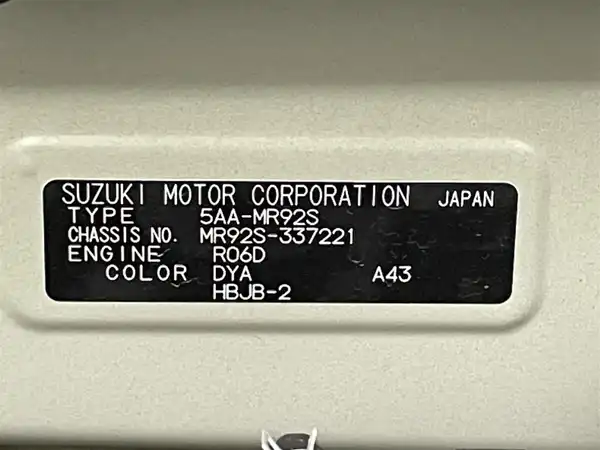 SUZUKI MOTOR CORPORATION JAPAN
TYPE 5AA-MR92S
CHASSIS NO. MR92S-337221
ENGINE R06D
COLOR DYA A43
HBJB-2